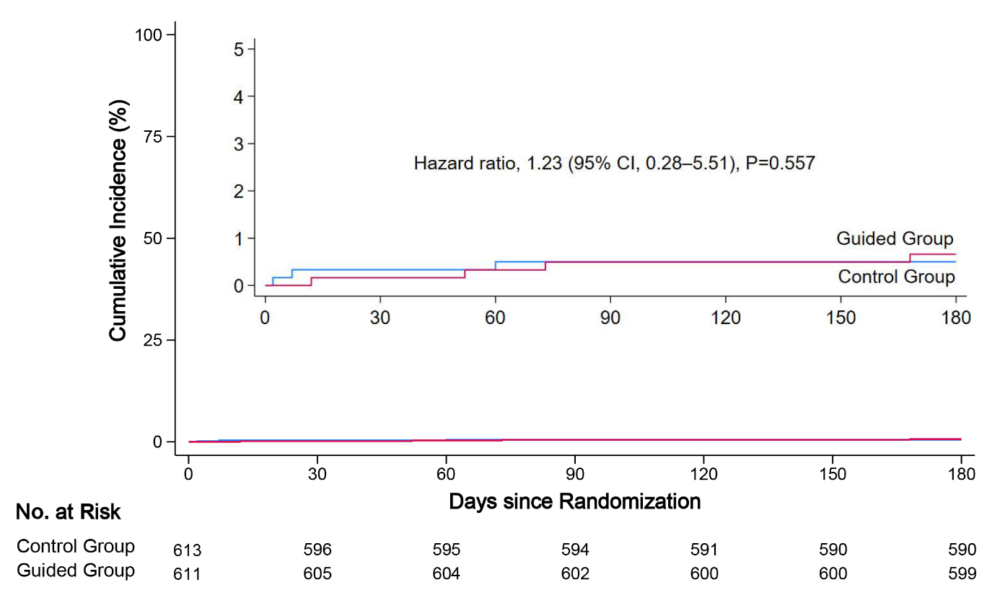 100
75
50
25
0
Cumulative Incidence (%)
5
4
3
2
1
0
Hazard ratio, 1.23 (95% CI, 0.28–5.51), P=0.557
Guided Group
Control Group
0 30 60 90 120 150 180
0 30 60 90 120 150 180
Days since Randomization
No. at Risk
Control Group 613 596 595 594 591 590 590
Guided Group 611 605 604 602 600 600 599